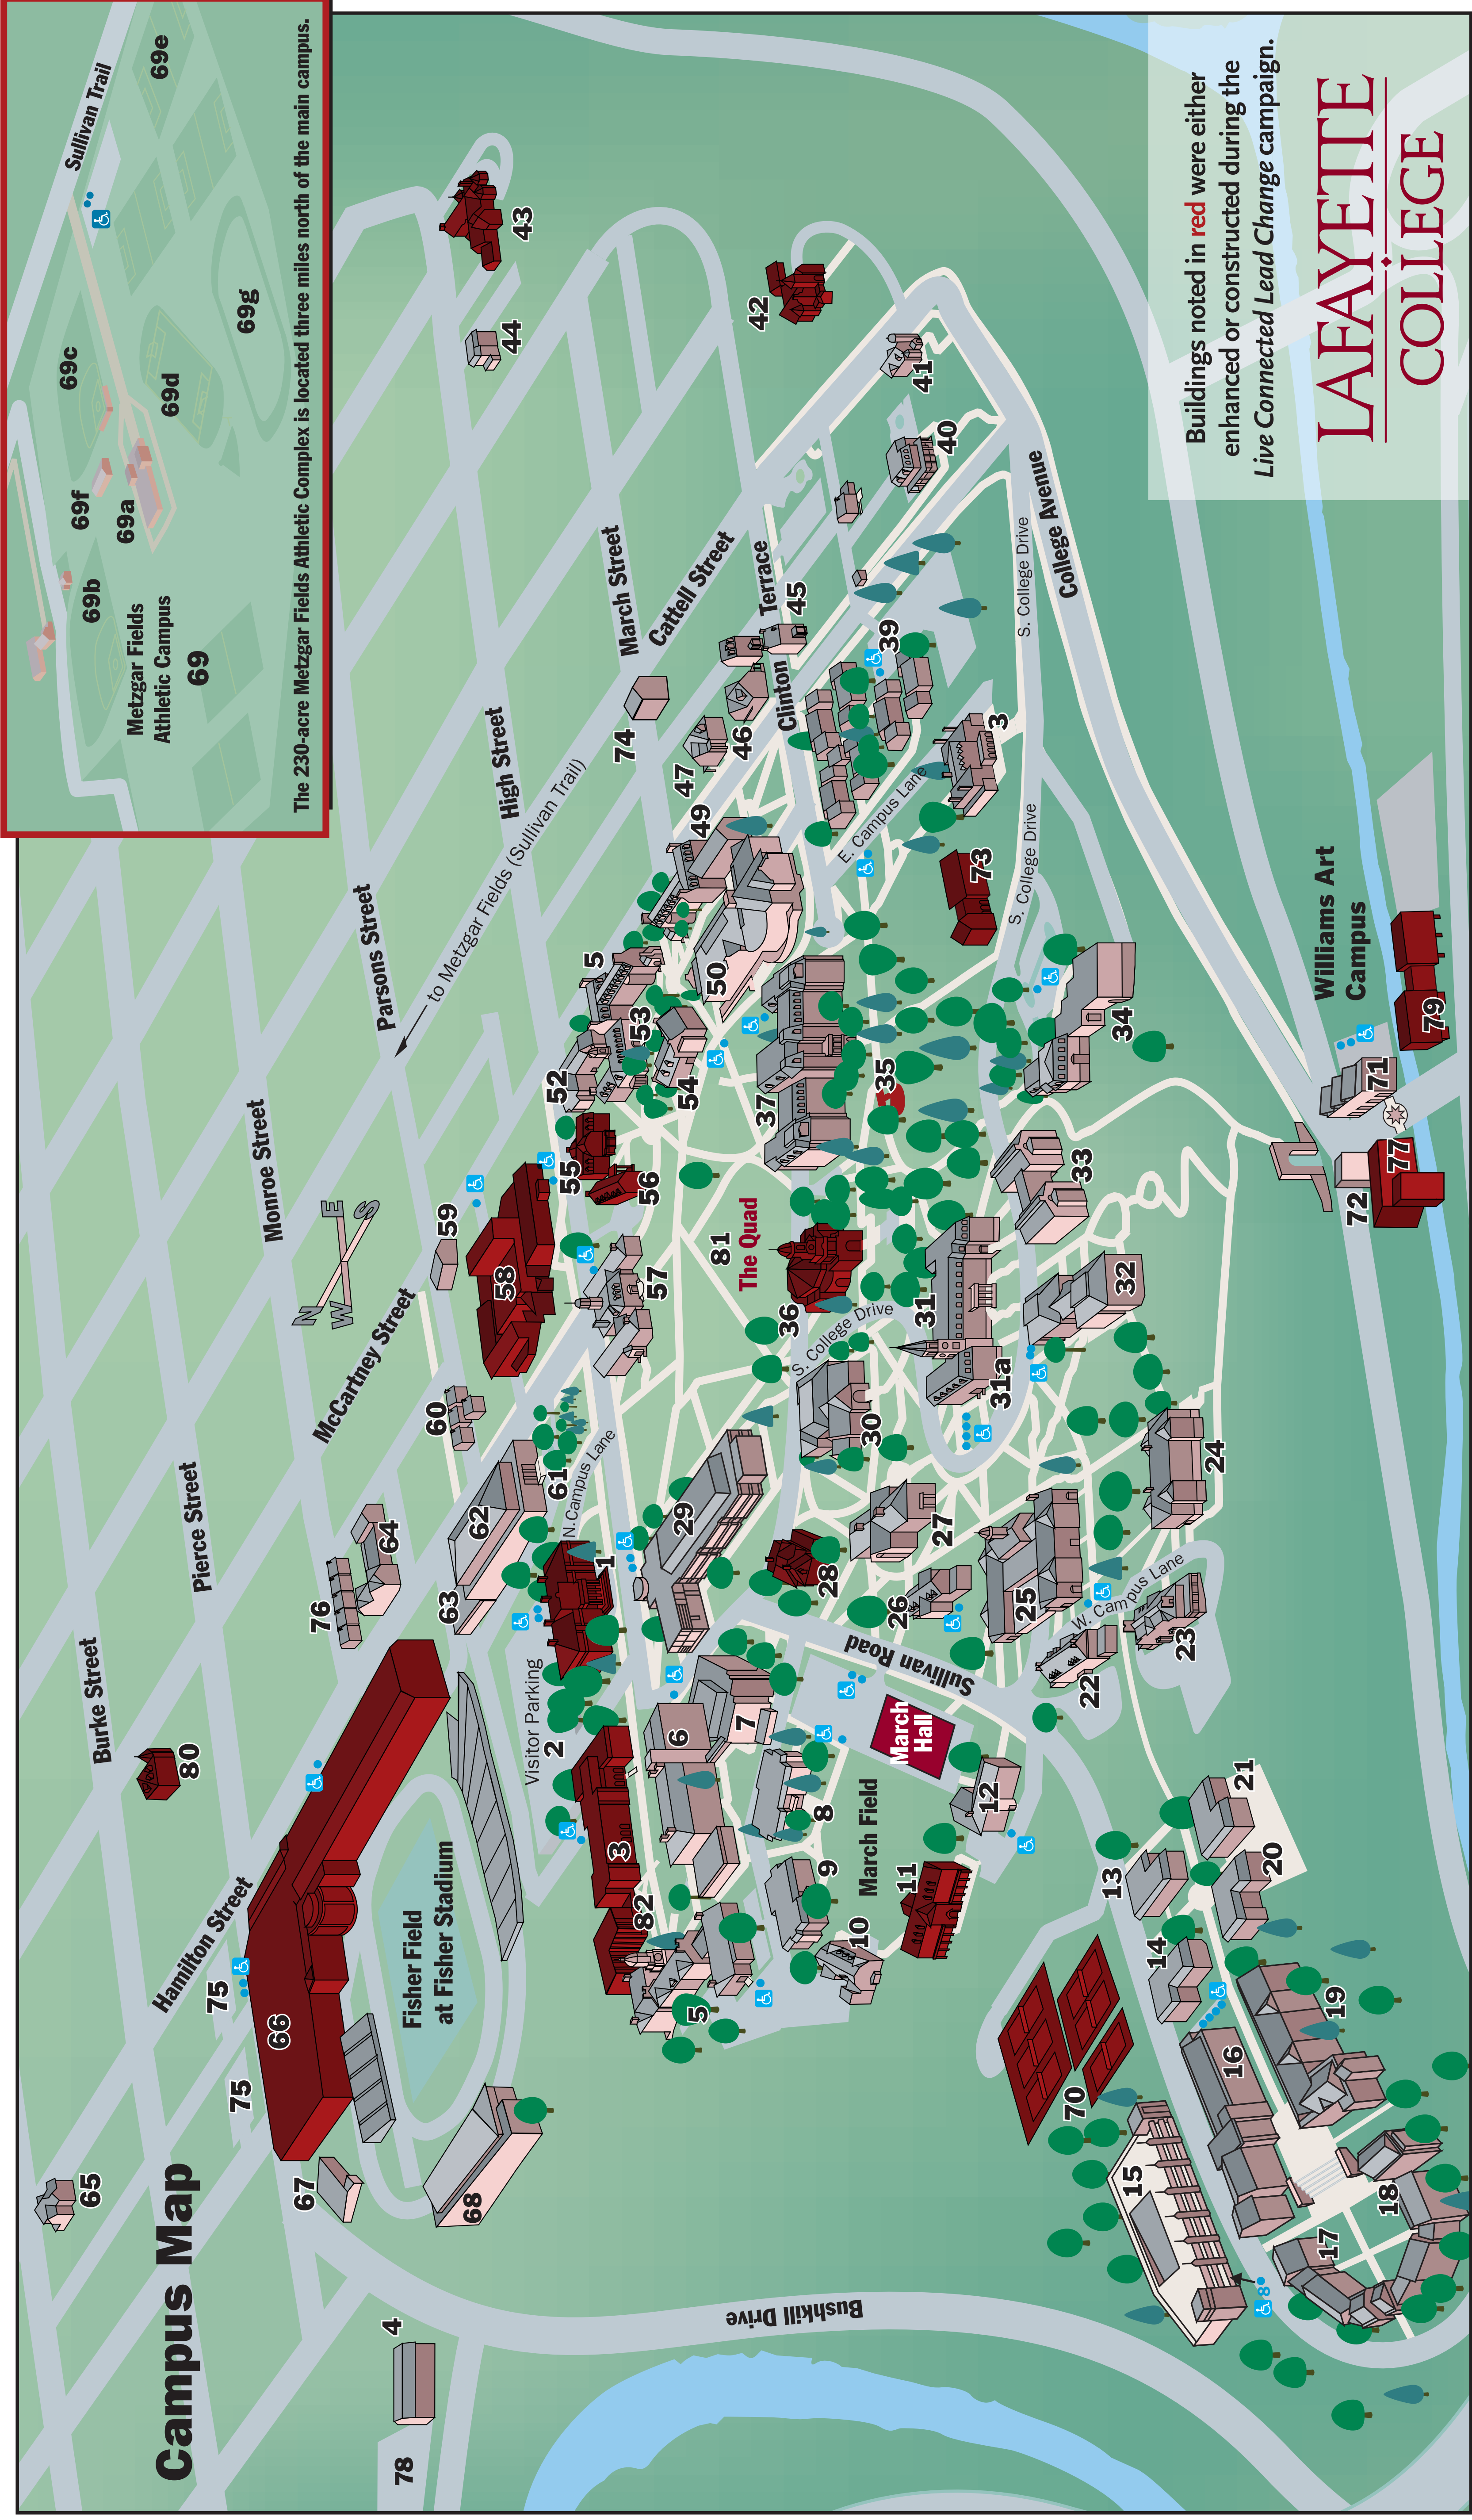 Campus Map
65
80
Burke Street
Pierce Street
Monroe Street
Parsons Street
High Street
March Street
Cattell Street
Clinton
Terrace
Hamilton Street
McCartney Street
to Metzgar Fields (Sullivan Trail)
N
E
W
S
4
78
67
75
75
66
68
Fisher Field
at Fisher Stadium
Bushkill Drive
76
64
60
59
63
62
61
58
N. Campus Lane
Visitor Parking
2
1
3
82
5
6
7
8
9
10
11
12
March Field
March
Hall
Sullivan Road
29
28
27
26
25
24
23
22
W. Campus Lane
30
31
31a
32
33
34
35
36
37
S. College Drive
81
The Quad
57
56
55
52
53
54
5
50
49
47
46
45
74
44
43
42
41
40
39
3
E. Campus Lane
73
S. College Drive
S. College Drive
College Avenue
13
14
15
16
17
18
19
20
21
70
8
Williams Art
Campus
71
72
77
79
Sullivan Trail
69e
69c
69d
69g
69f
69a
69b
Metzgar Fields
Athletic Campus
69
The 230-acre Metzgar Fields Athletic Complex is located three miles north of the main campus.
Buildings noted in red were either
enhanced or constructed during the
Live Connected Lead Change campaign.
LAFAYETTE
COLLEGE